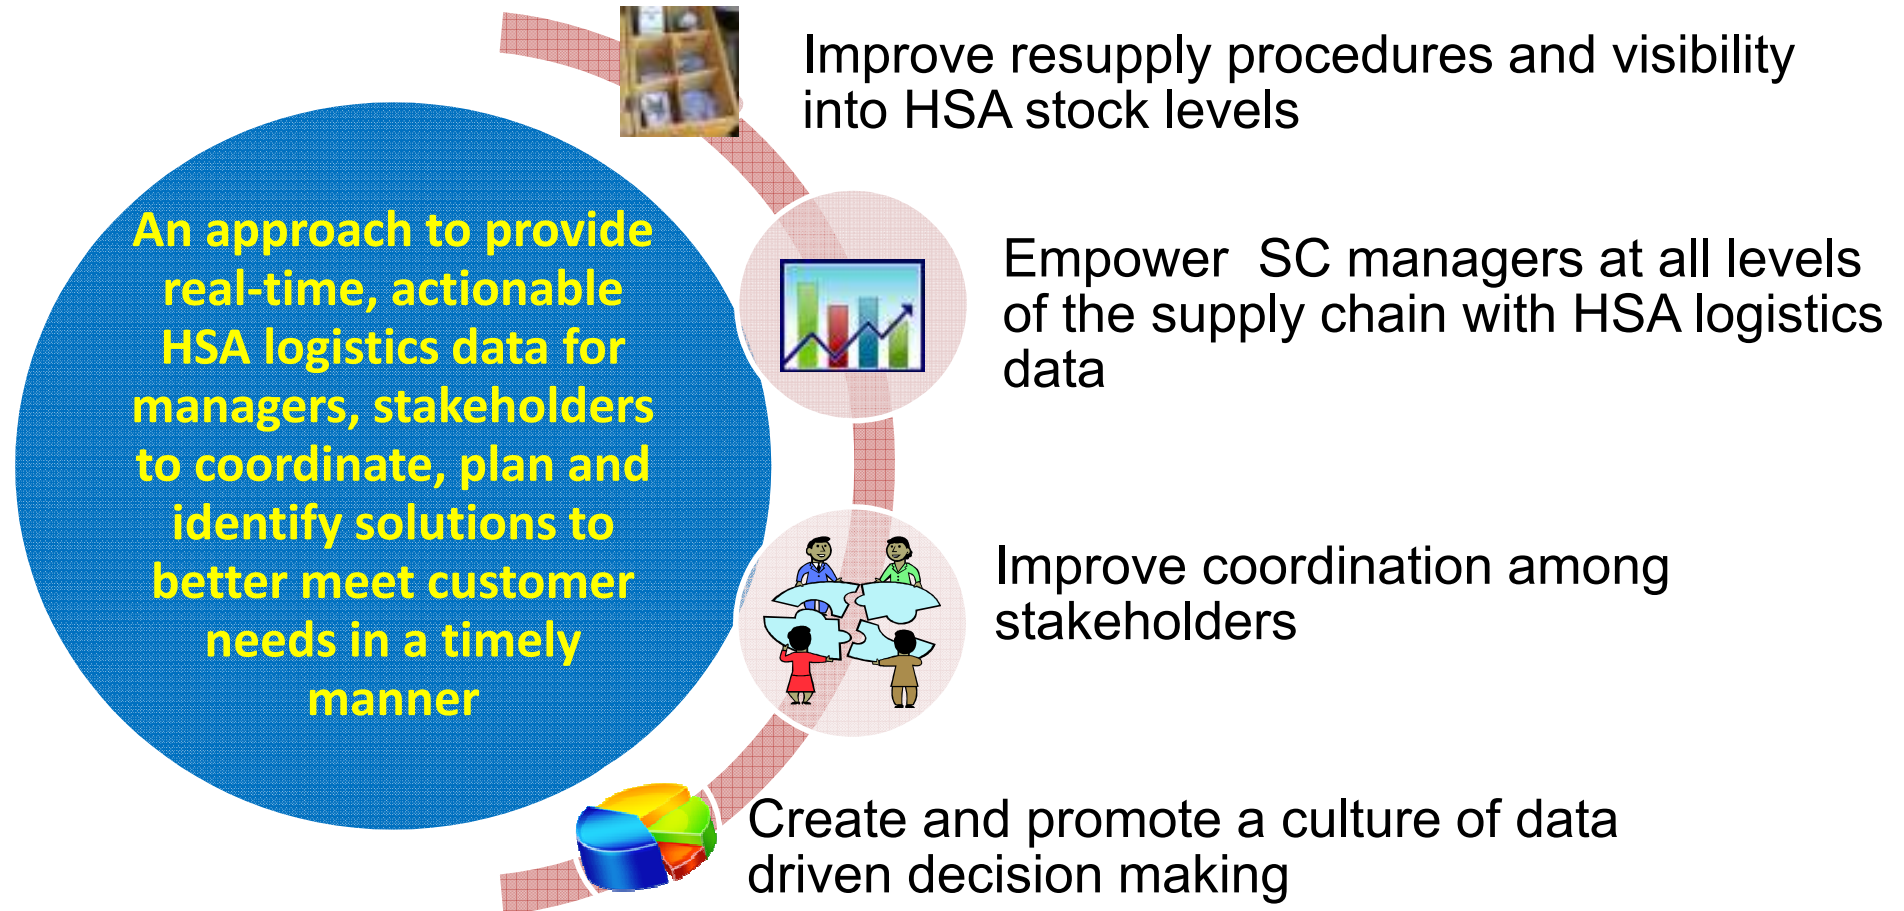 An approach to provide
real-time, actionable
HSA logistics data for
managers, stakeholders
to coordinate, plan and
identify solutions to
better meet customer
needs in a timely
manner
Improve resupply procedures and visibility
into HSA stock levels
Empower  SC managers at all levels
of the supply chain with HSA logistics
data
Improve coordination among
stakeholders
Create and promote a culture of data
driven decision making